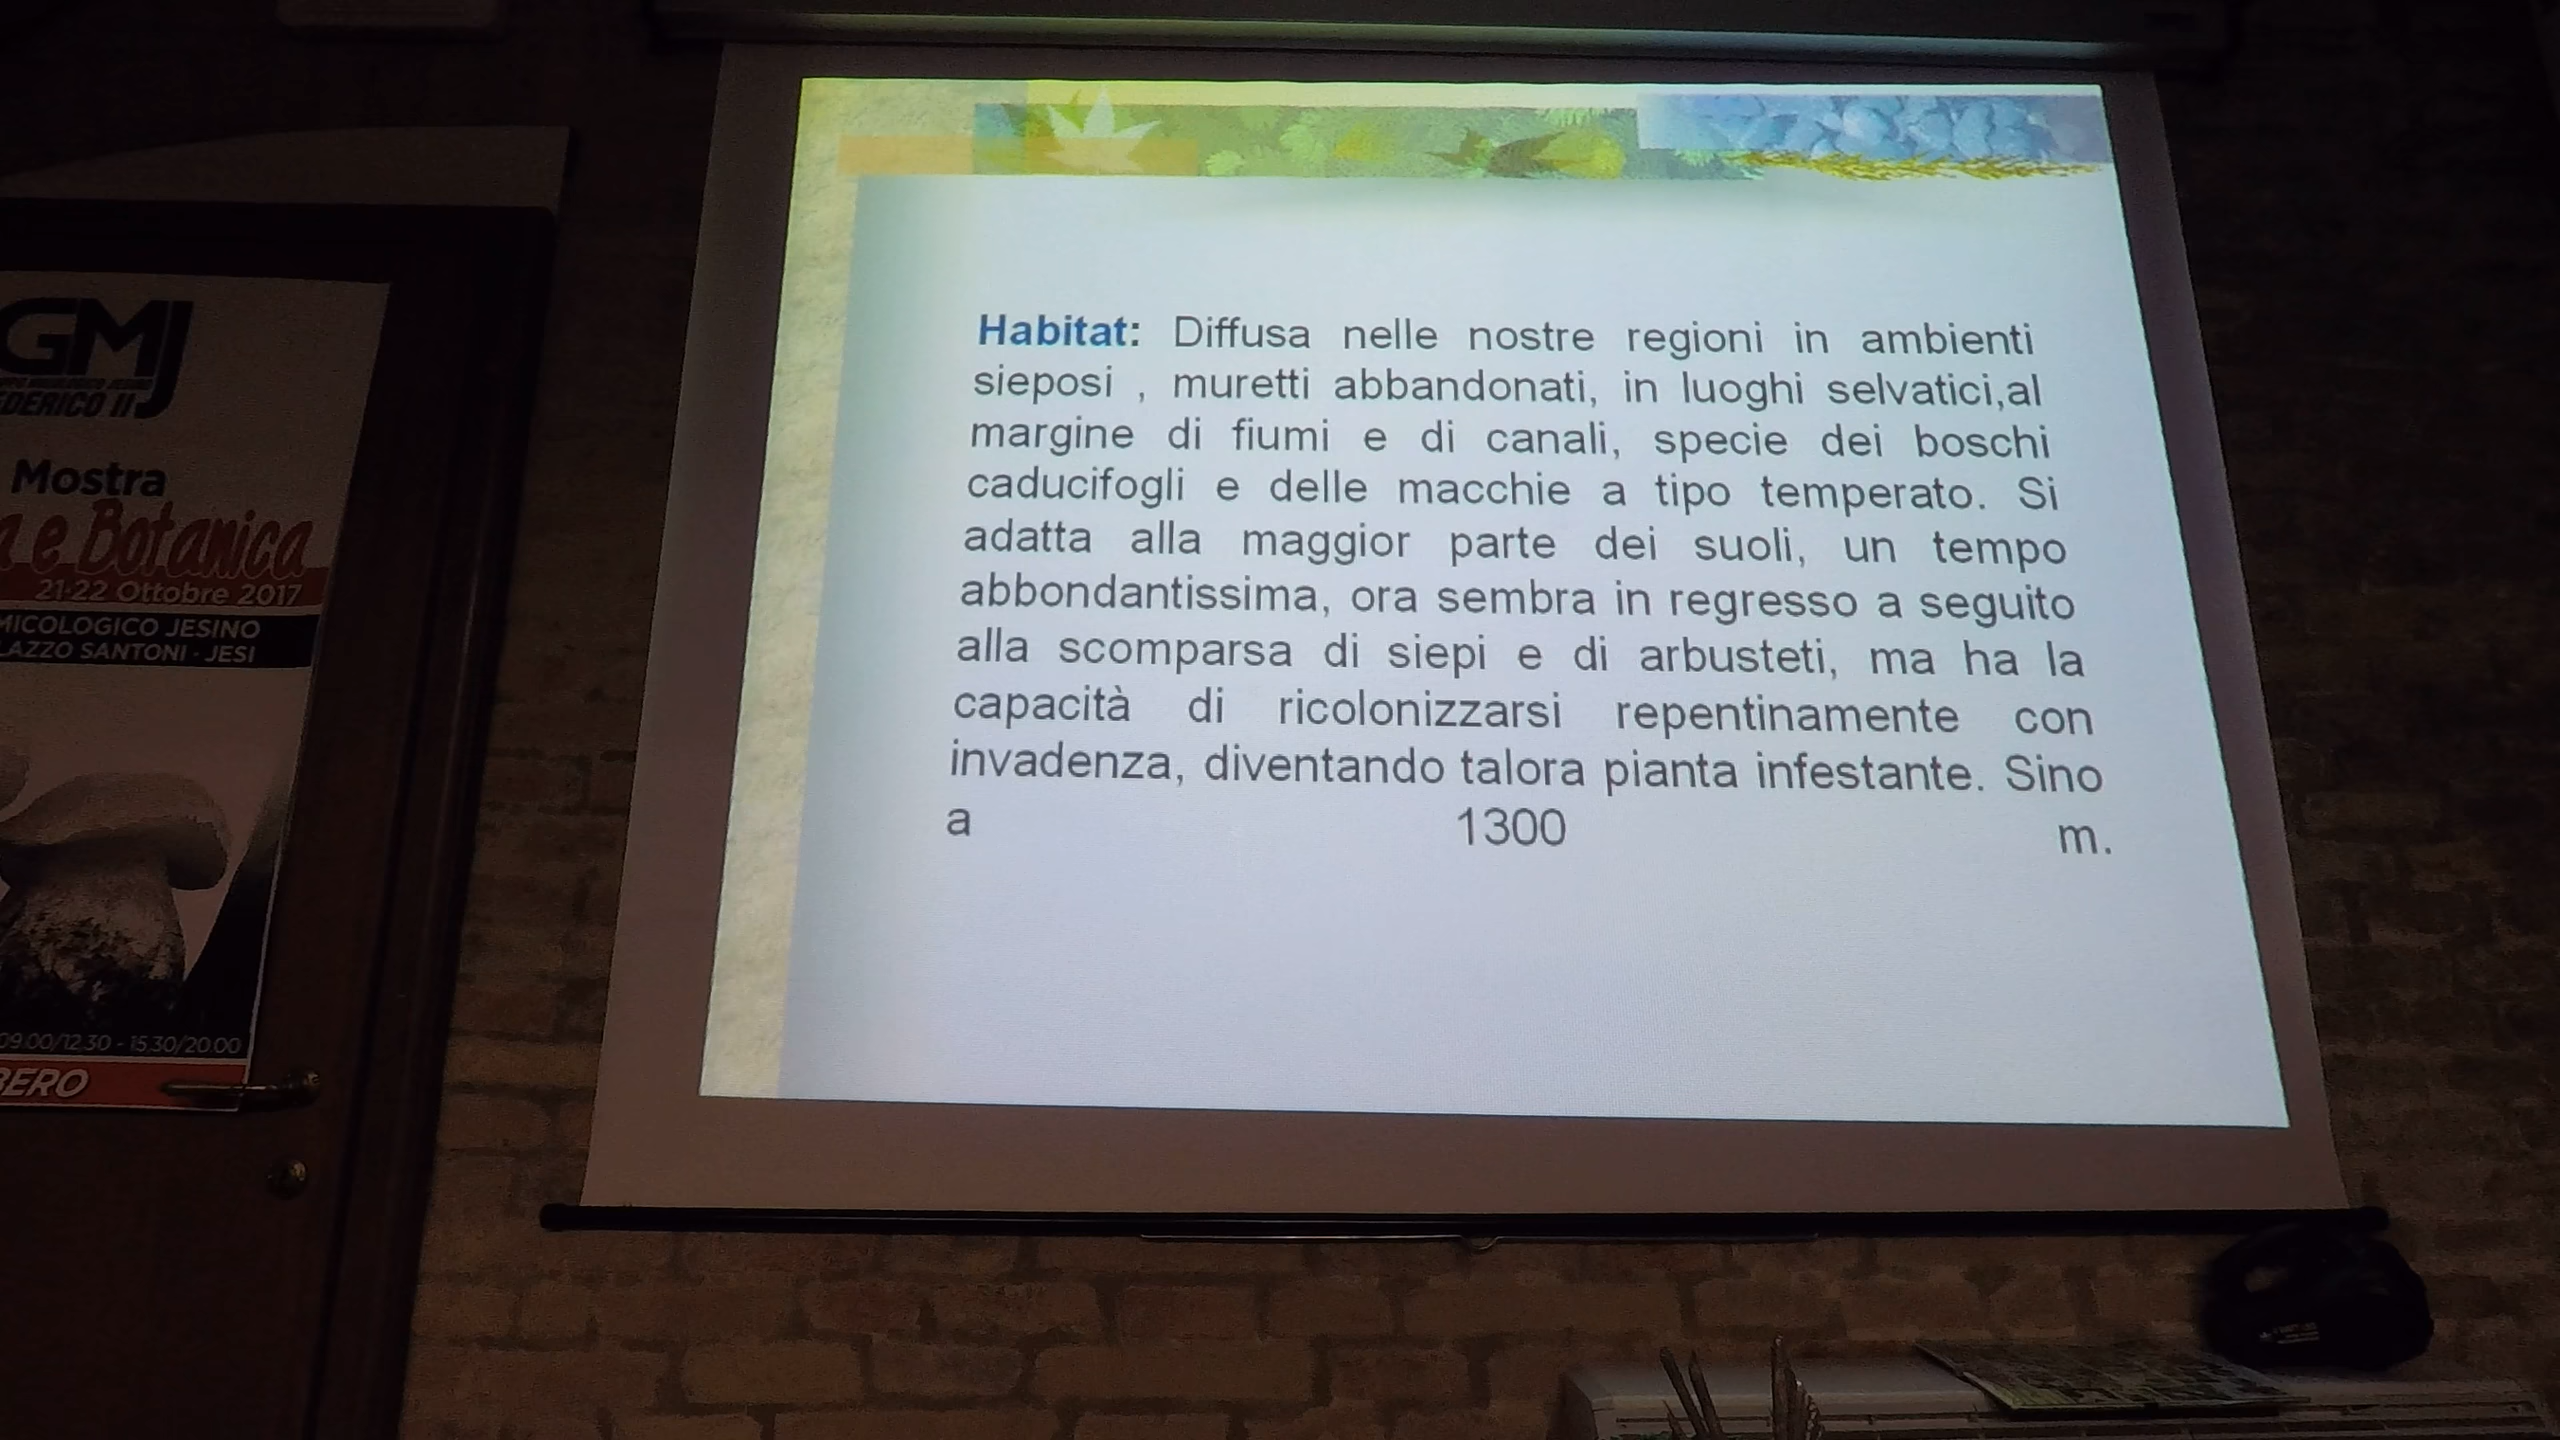 GMJ
DERICO II
Mostra
e Botanica
21-22 Ottobre 2017
MICOLOGICO JESINO
LAZZO SANTONI - JESI
09.00/12.30 - 15.30/20.00
BERO
Habitat: Diffusa nelle nostre regioni in ambienti
sieposi , muretti abbandonati, in luoghi selvatici,al
margine di fiumi e di canali, specie dei boschi
caducifogli e delle macchie a tipo temperato. Si
adatta alla maggior parte dei suoli, un tempo
abbondantissima, ora sembra in regresso a seguito
alla scomparsa di siepi e di arbusteti, ma ha la
capacità di ricolonizzarsi repentinamente con
invadenza, diventando talora pianta infestante. Sino
a 1300 m.